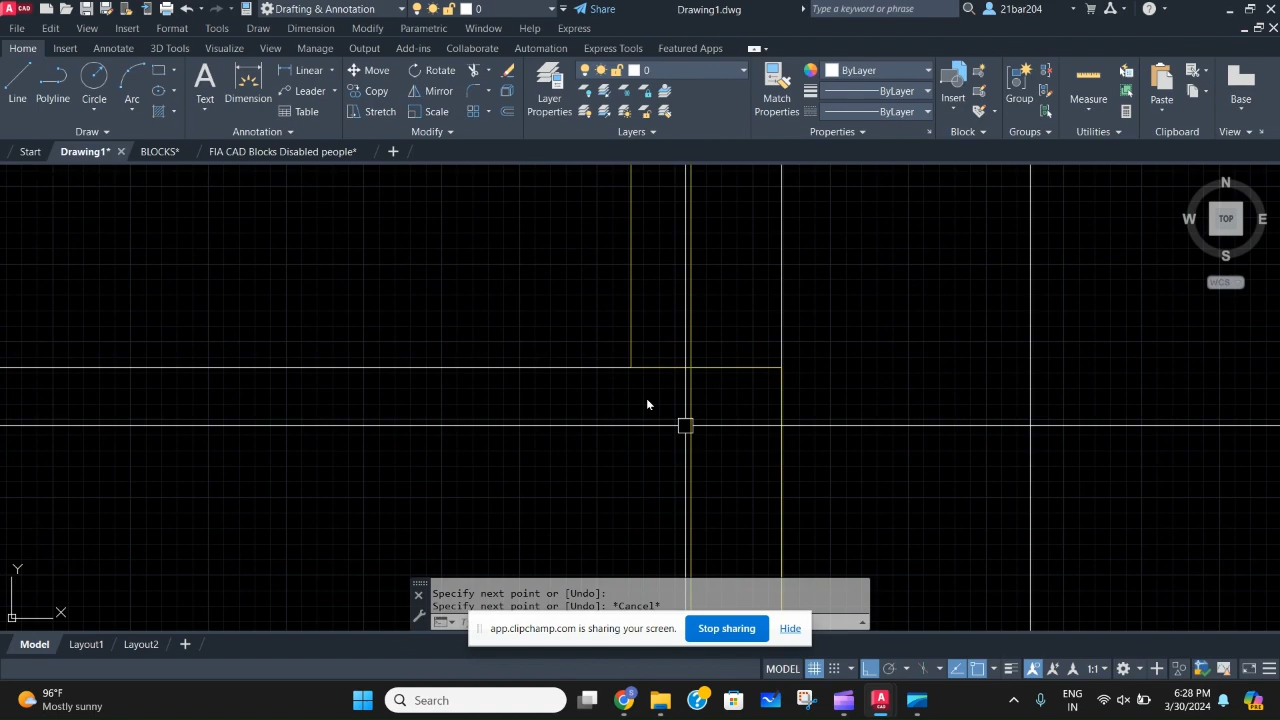 CAD
Drafting & Annotation
0
Share
Drawing1.dwg
Type a keyword or phrase
21bar204
File Edit View Insert Format Tools Draw Dimension Modify Parametric Window Help Express
Home Insert Annotate 3D Tools Visualize View Manage Output Add-ins Collaborate Automation Express Tools Featured Apps
Line
Polyline
Circle
Arc
Draw
Text
Dimension
Linear
Leader
Table
Annotation
Move
Rotate
Copy
Mirror
Stretch
Scale
Modify
Layer
Properties
0
Layers
Match
Properties
ByLayer
ByLayer
ByLayer
Properties
Insert
Block
Group
Groups
Measure
Utilities
Paste
Clipboard
Base
View
Start Drawing1* BLOCKS* FIA CAD Blocks Disabled people*
N
W TOP E
S
WCS
Y
X
Specify next point or [Undo]:
Specify next point or [Undo]: *Cancel*
app.clipchamp.com is sharing your screen. Stop sharing Hide
Model Layout1 Layout2
MODEL 1:1
96°F
Mostly sunny
Search
ENG
IN
6:28 PM
3/30/2024